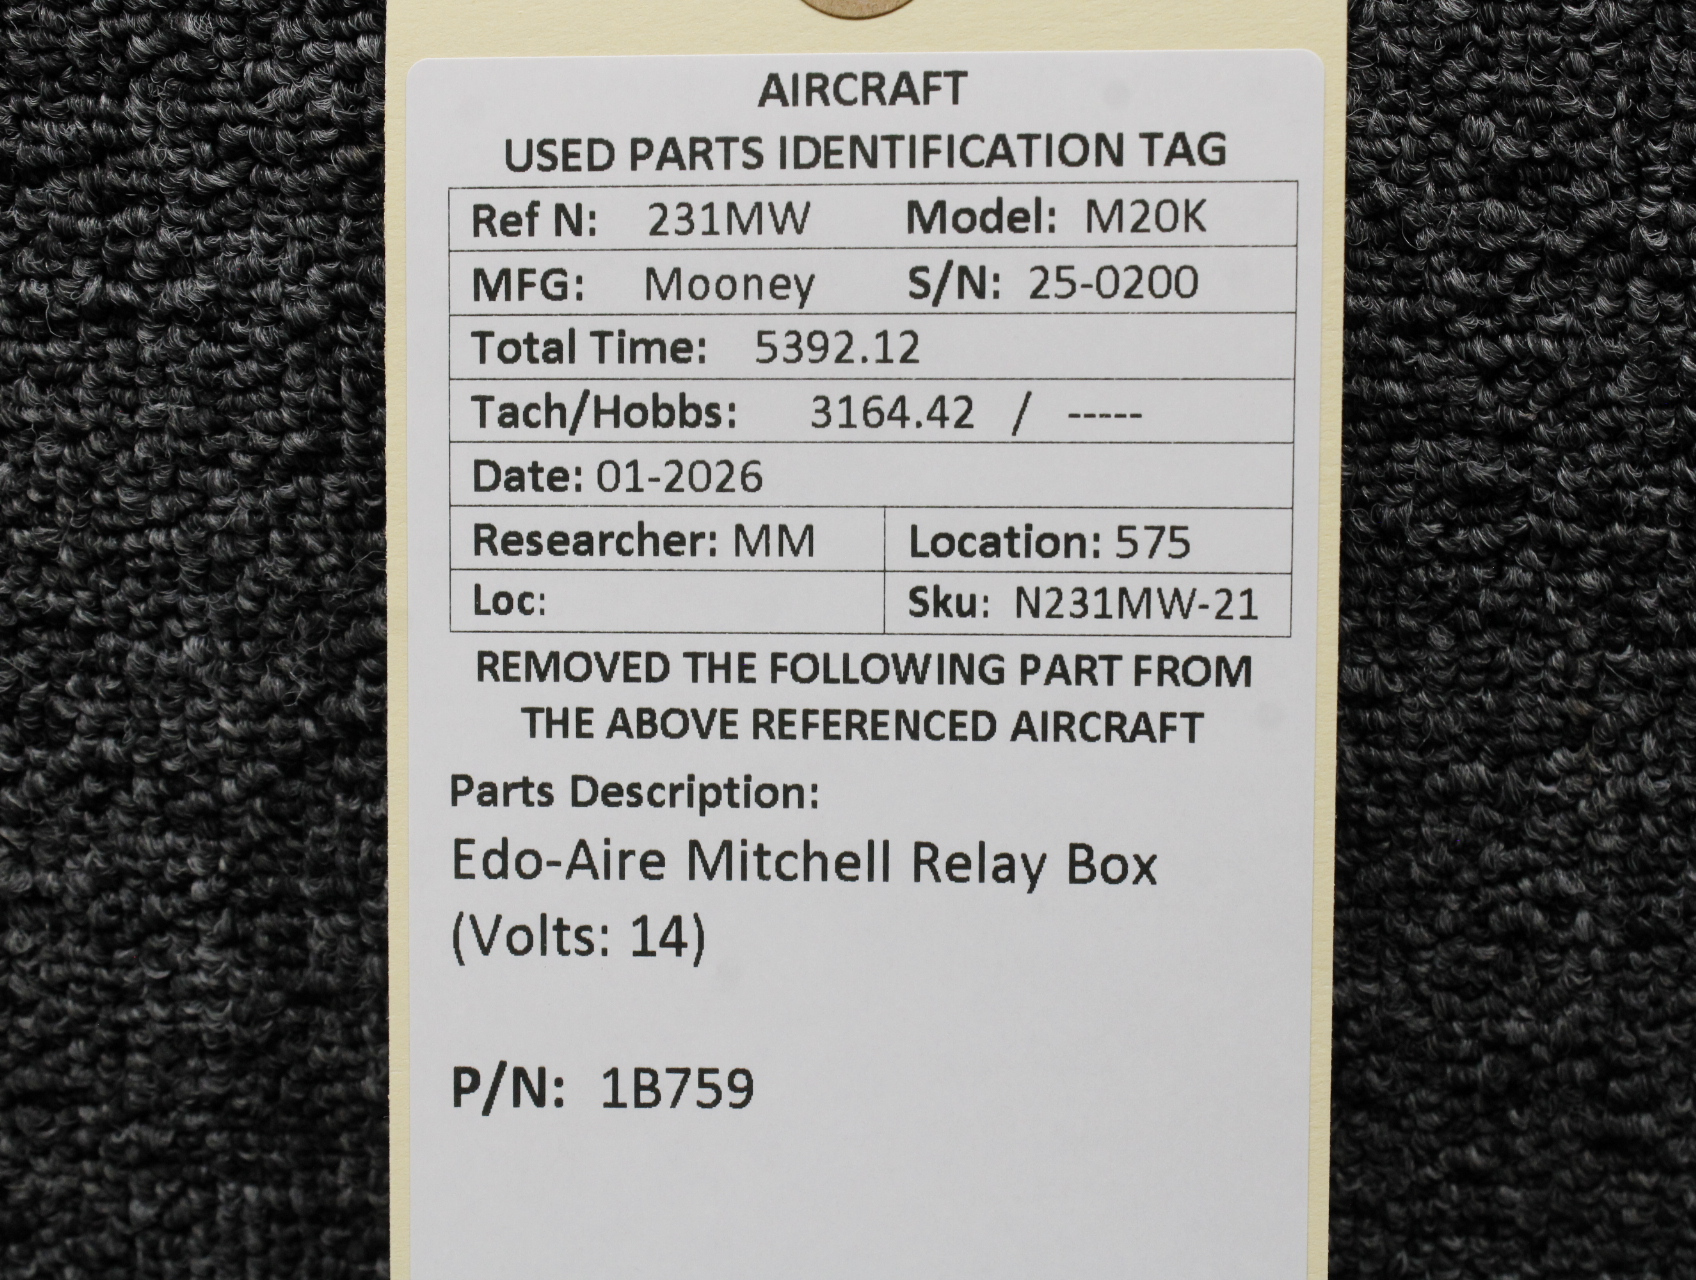 AIRCRAFT
USED PARTS IDENTIFICATION TAG
Ref N: 231MW Model: M20K
MFG: Mooney S/N: 25-0200
Total Time: 5392.12
Tach/Hobbs: 3164.42 / -----
Date: 01-2026
Researcher: MM Location: 575
Loc: Sku: N231MW-21
REMOVED THE FOLLOWING PART FROM
THE ABOVE REFERENCED AIRCRAFT
Parts Description:
Edo-Aire Mitchell Relay Box
(Volts: 14)
P/N: 1B759